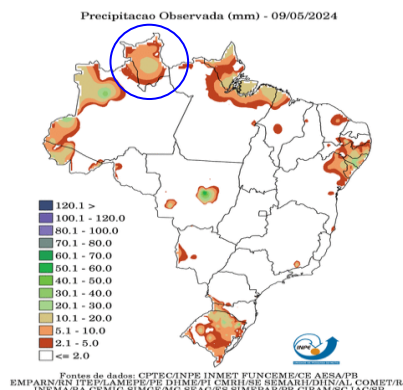 Precipitacao Observada (mm) - 09/05/2024
120.1 >
100.1 - 120.0
80.1 - 100.0
70.1 - 80.0
60.1 - 70.0
50.1 - 60.0
40.1 - 50.0
30.1 - 40.0
20.1 - 30.0
10.1 - 20.0
5.1 - 10.0
2.1 - 5.0
<= 2.0
INPE
Fontes de dados: CPTEC/INPE INMET FUNCEME/CE AESA/PB
EMPARN/RN ITEP/LAMEPE/PE DHME/PI CMRH/SE SEMARH/DHN/AL COMET/R